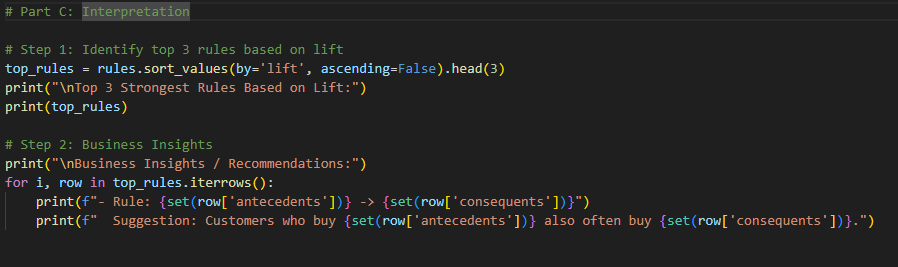 # Part C: Interpretation
# Step 1: Identify top 3 rules based on lift
top_rules = rules.sort_values(by='lift', ascending=False).head(3)
print("\nTop 3 Strongest Rules Based on Lift:")
print(top_rules)
# Step 2: Business Insights
print("\nBusiness Insights / Recommendations:")
for i, row in top_rules.iterrows():
    print(f"- Rule: {set(row['antecedents'])} -> {set(row['consequents'])}")
    print(f"  Suggestion: Customers who buy {set(row['antecedents'])} also often buy {set(row['consequents'])}.")